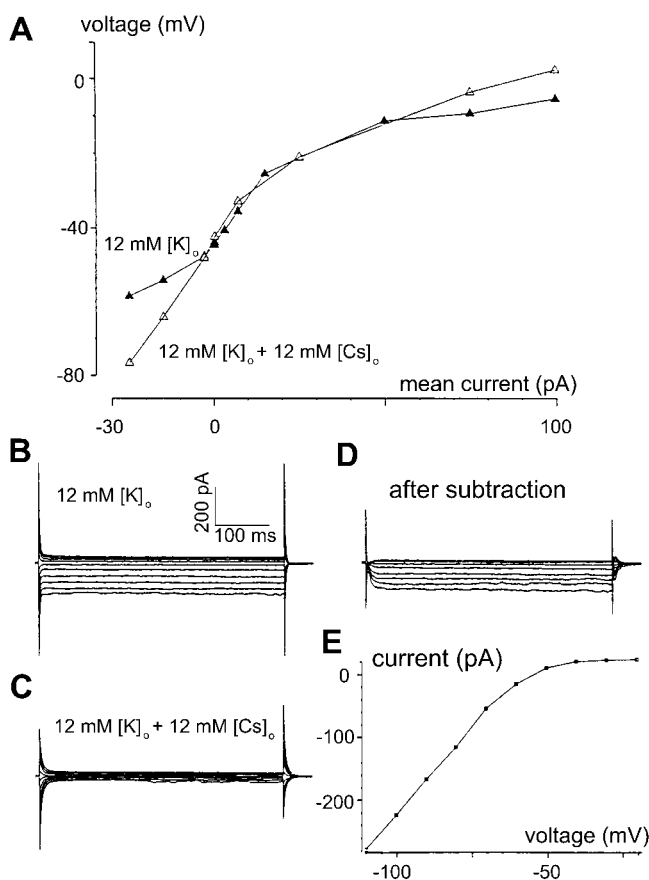 A
voltage (mV)
0
-40
-80
12 mM [K]o
12 mM [K]o + 12 mM [Cs]o
mean current (pA)
-30 0 100
B
12 mM [K]o
200 pA
100 ms
D
after subtraction
C
12 mM [K]o + 12 mM [Cs]o
E
current (pA)
0
-100
-200
voltage (mV)
-100 -50